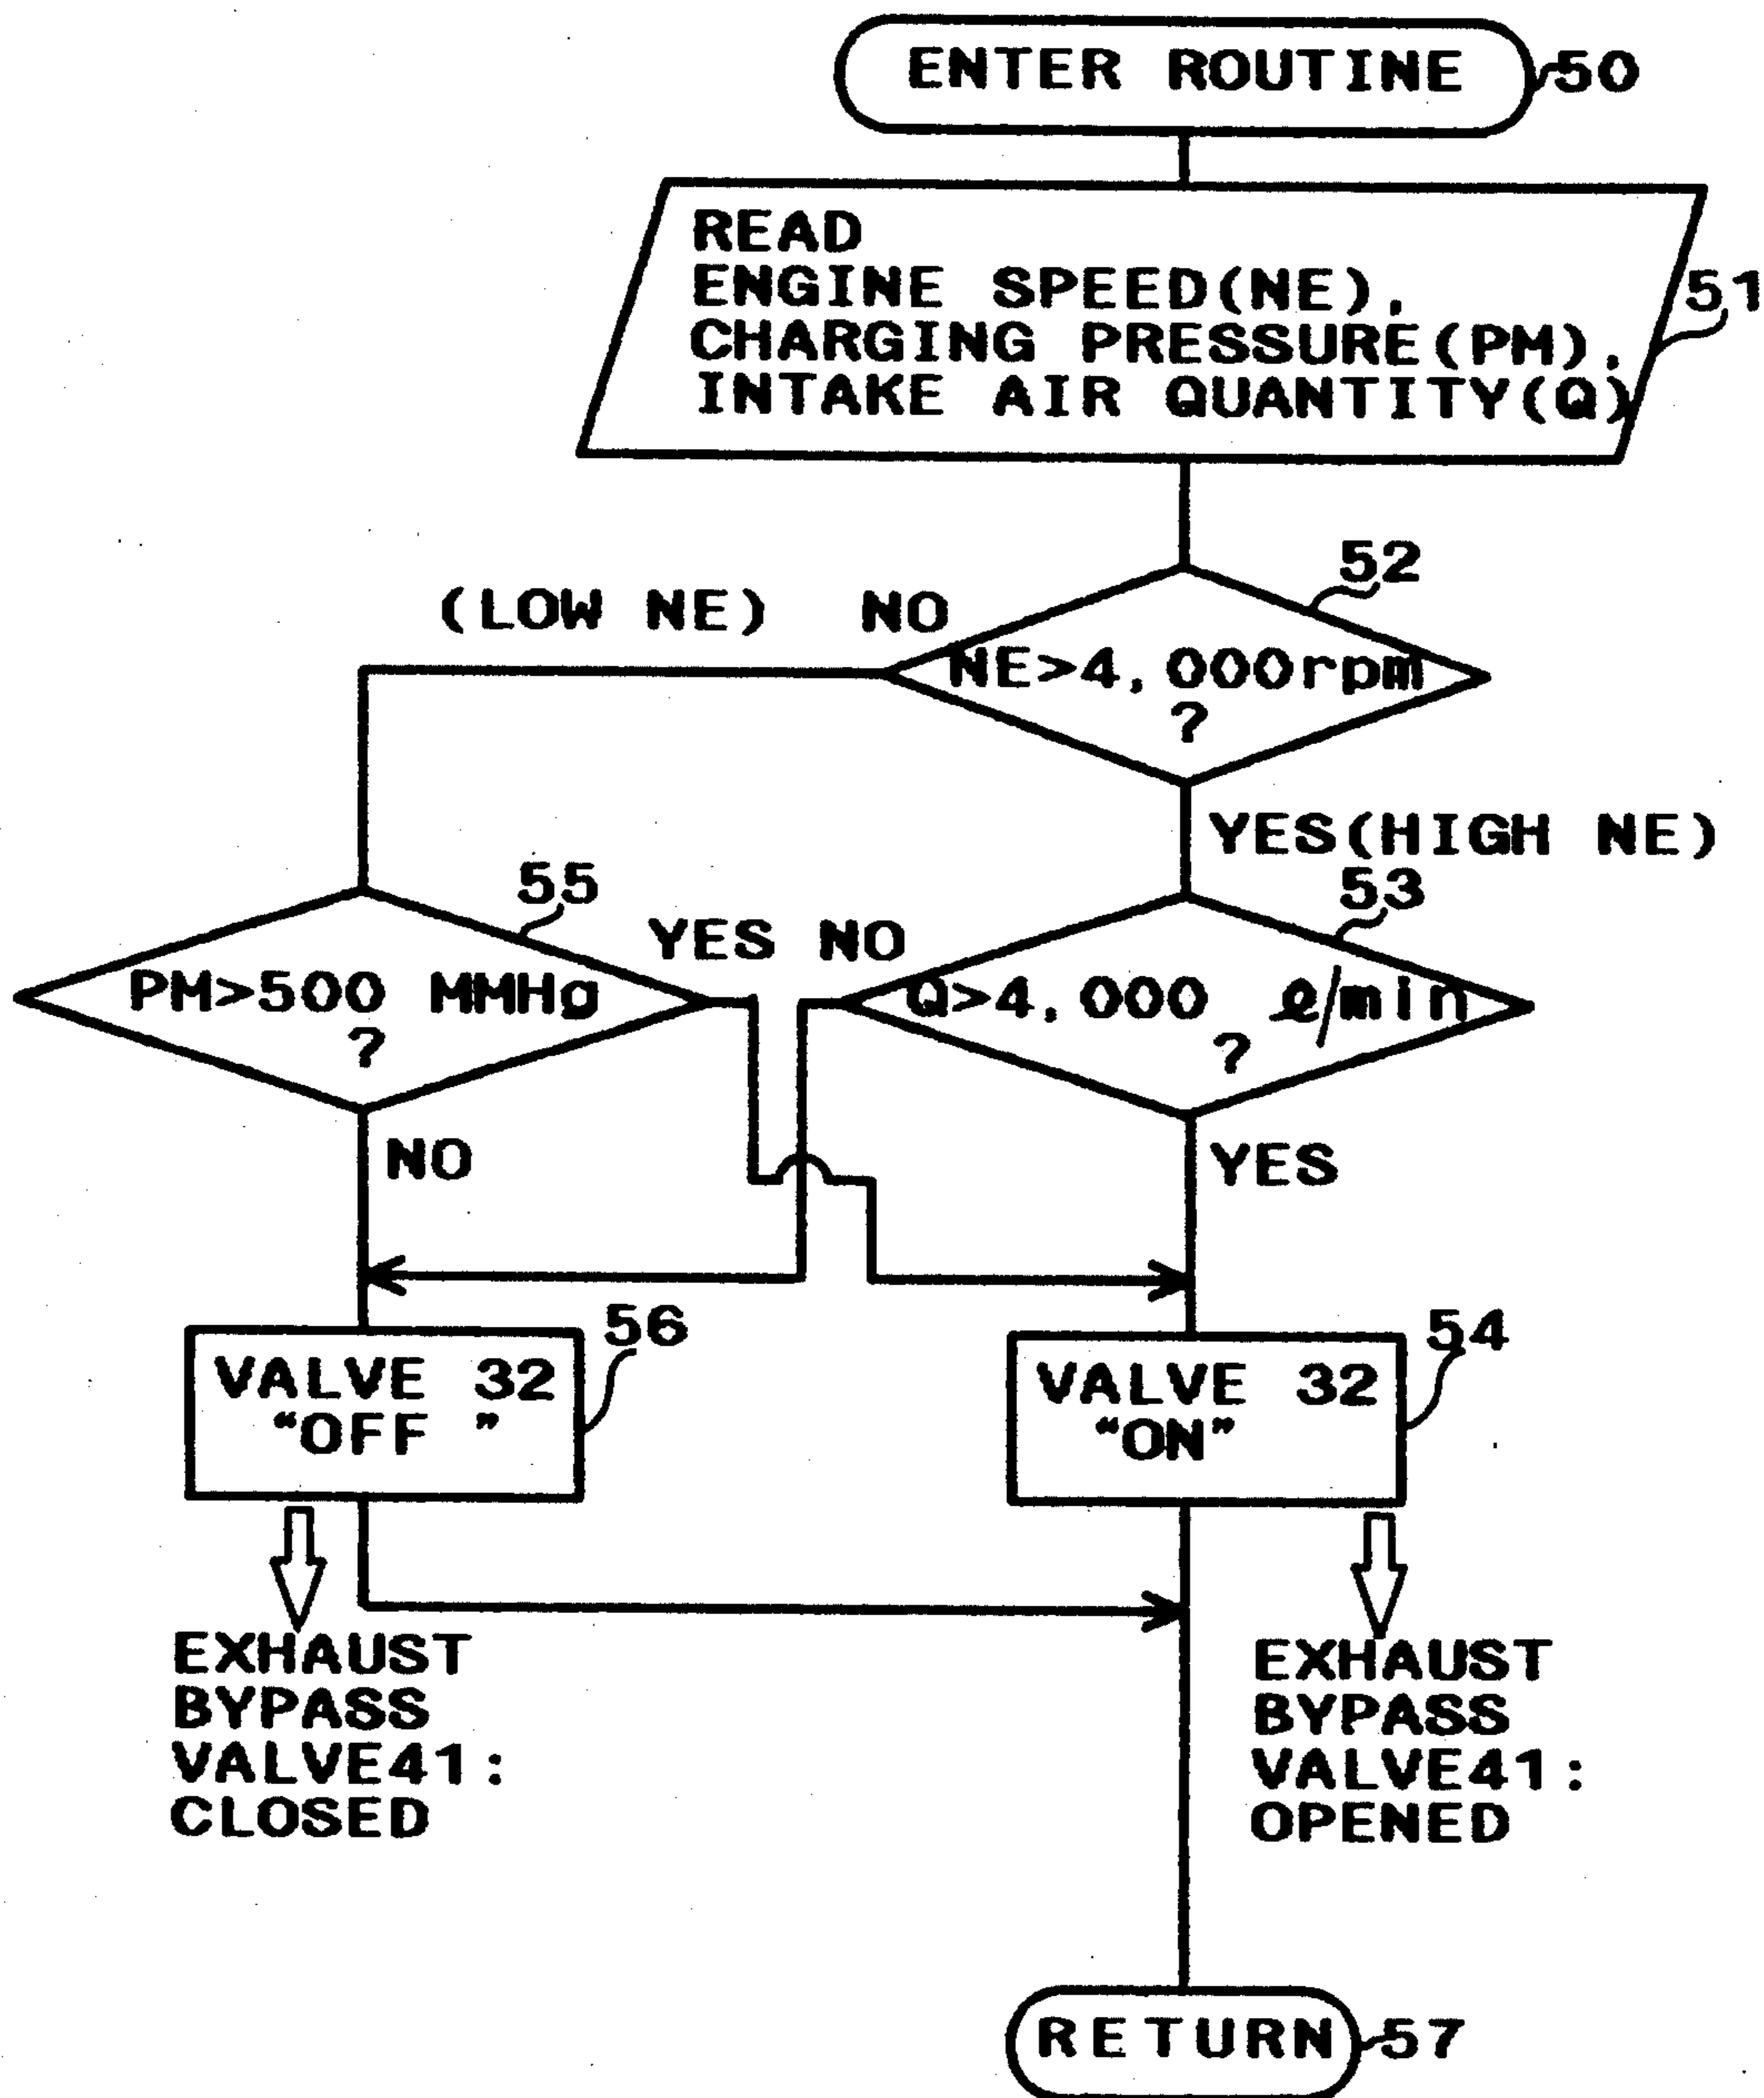 ENTER ROUTINE
50
READ
ENGINE SPEED(NE),
CHARGING PRESSURE(PM),
INTAKE AIR QUANTITY(Q)
51
52
(LOW NE) NO
NE>4,000rpm
?
YES(HIGH NE)
55
53
YES NO
PM>500 MMHg
?
Q>4,000 ℓ/min
?
NO
YES
56
54
VALVE 32
“OFF ”
VALVE 32
“ON”
EXHAUST
BYPASS
VALVE41:
CLOSED
EXHAUST
BYPASS
VALVE41:
OPENED
RETURN
57